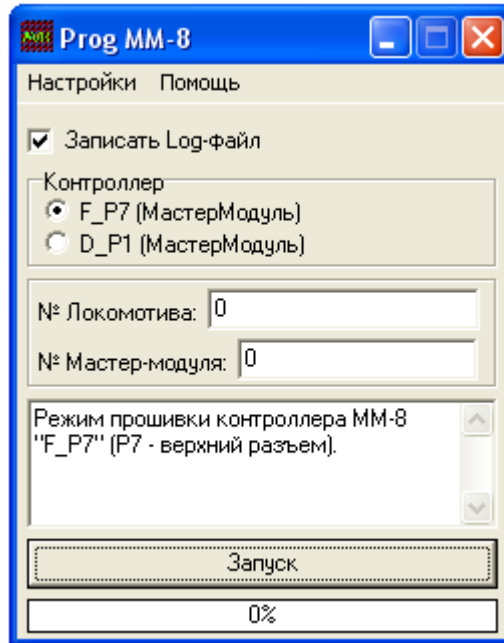 Prog MM-8
Настройки Помощь
Записать Log-файл
Контроллер
F_P7 (МастерМодуль)
D_P1 (МастерМодуль)
№ Локомотива: 0
№ Мастер-модуля: 0
Режим прошивки контроллера ММ-8
"F_P7" (P7 - верхний разъем).
Запуск
0%